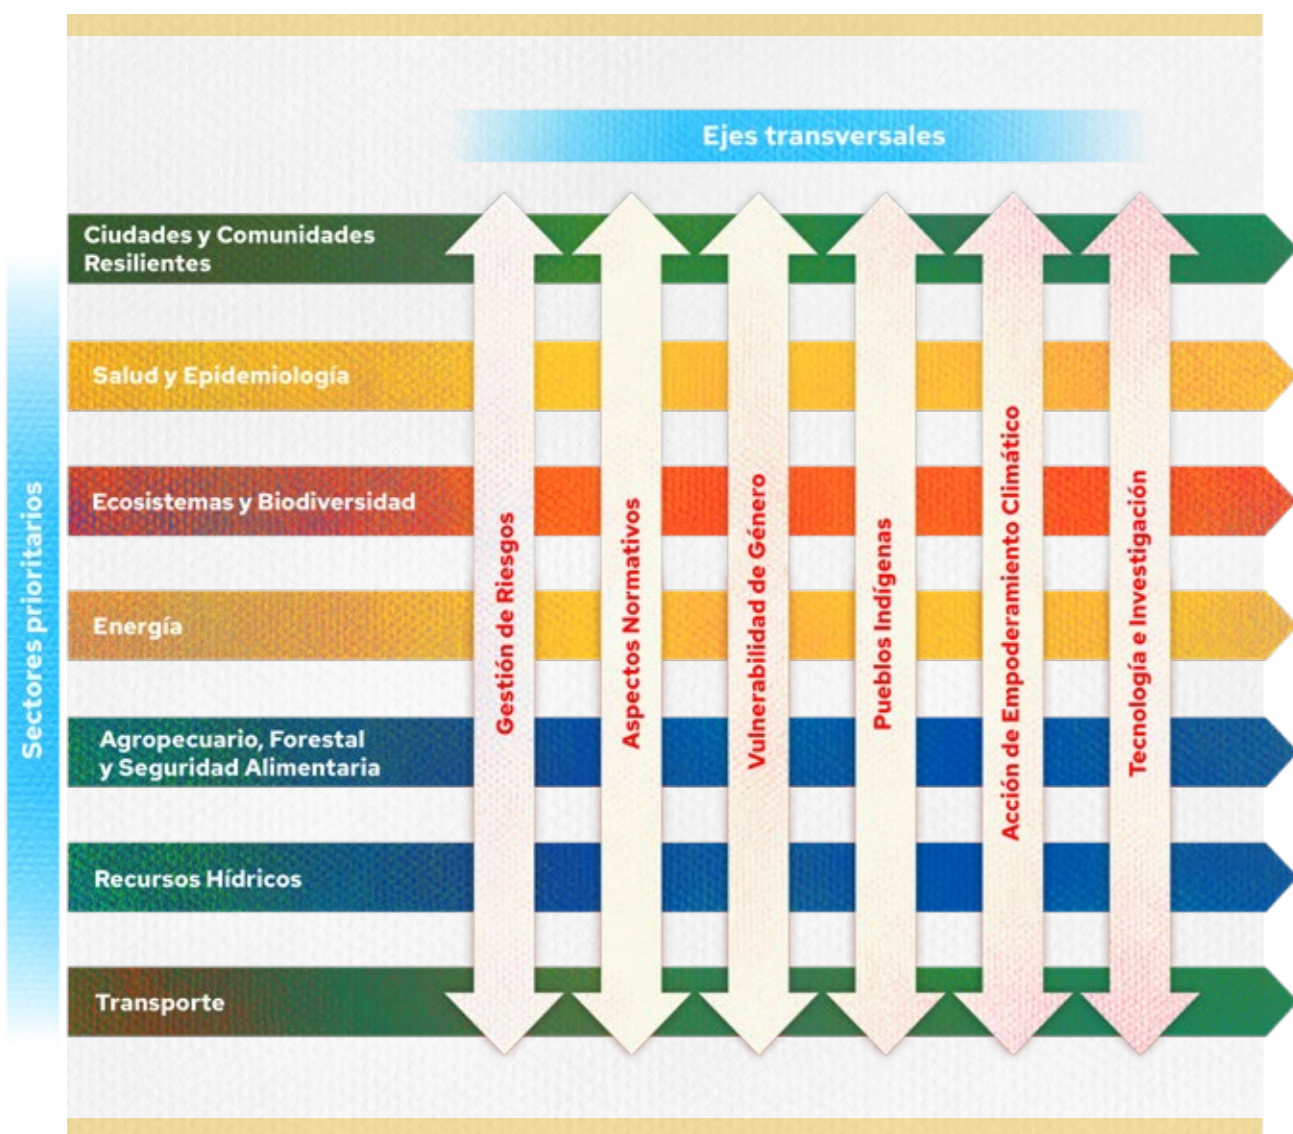 Ejes transversales
Ciudades y Comunidades
Resilientes
Salud y Epidemiología
Ecosistemas y Biodiversidad
Energía
Agropecuario, Forestal
y Seguridad Alimentaria
Recursos Hídricos
Transporte
Sectores prioritarios
Gestión de Riesgos
Aspectos Normativos
Vulnerabilidad de Género
Pueblos Indígenas
Acción de Empoderamiento Climático
Tecnología e Investigación